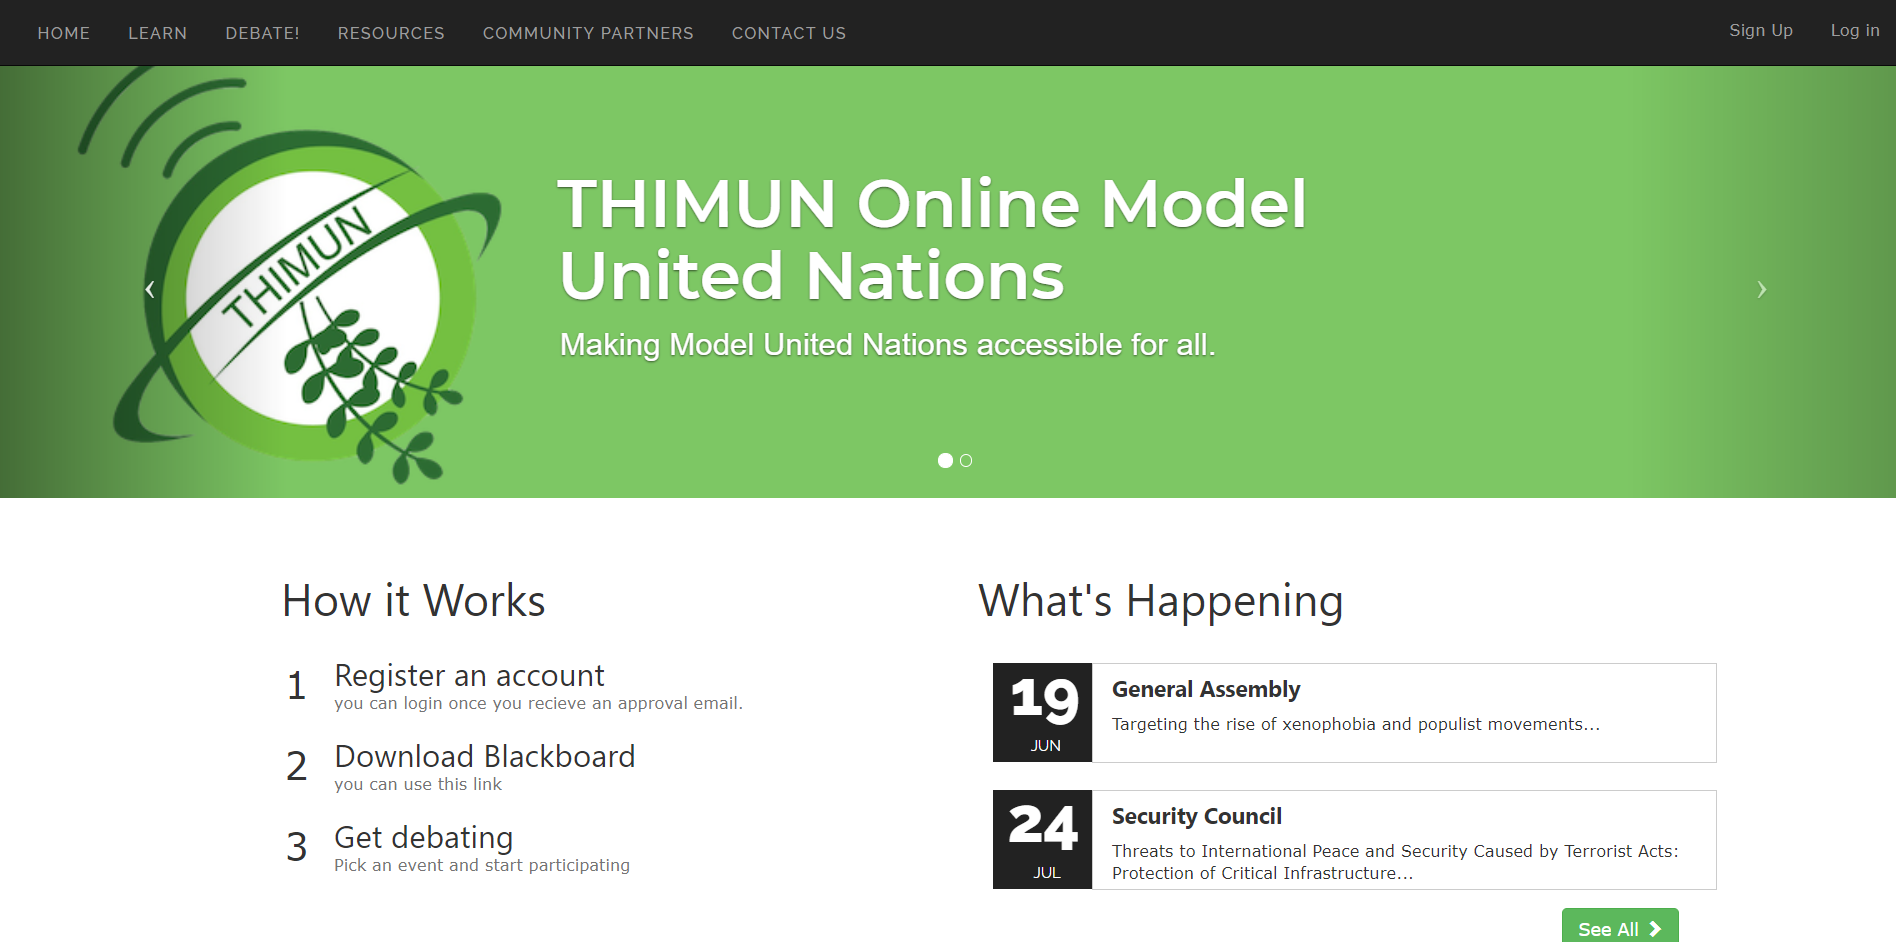 HOME LEARN DEBATE! RESOURCES COMMUNITY PARTNERS CONTACT US Sign Up Log in
THIMUN
THIMUN Online Model
United Nations
Making Model United Nations accessible for all.
How it Works
1 Register an account
you can login once you recieve an approval email.
2 Download Blackboard
you can use this link
3 Get debating
Pick an event and start participating
What's Happening
19
JUN
General Assembly
Targeting the rise of xenophobia and populist movements...
24
JUL
Security Council
Threats to International Peace and Security Caused by Terrorist Acts:
Protection of Critical Infrastructure...
See All